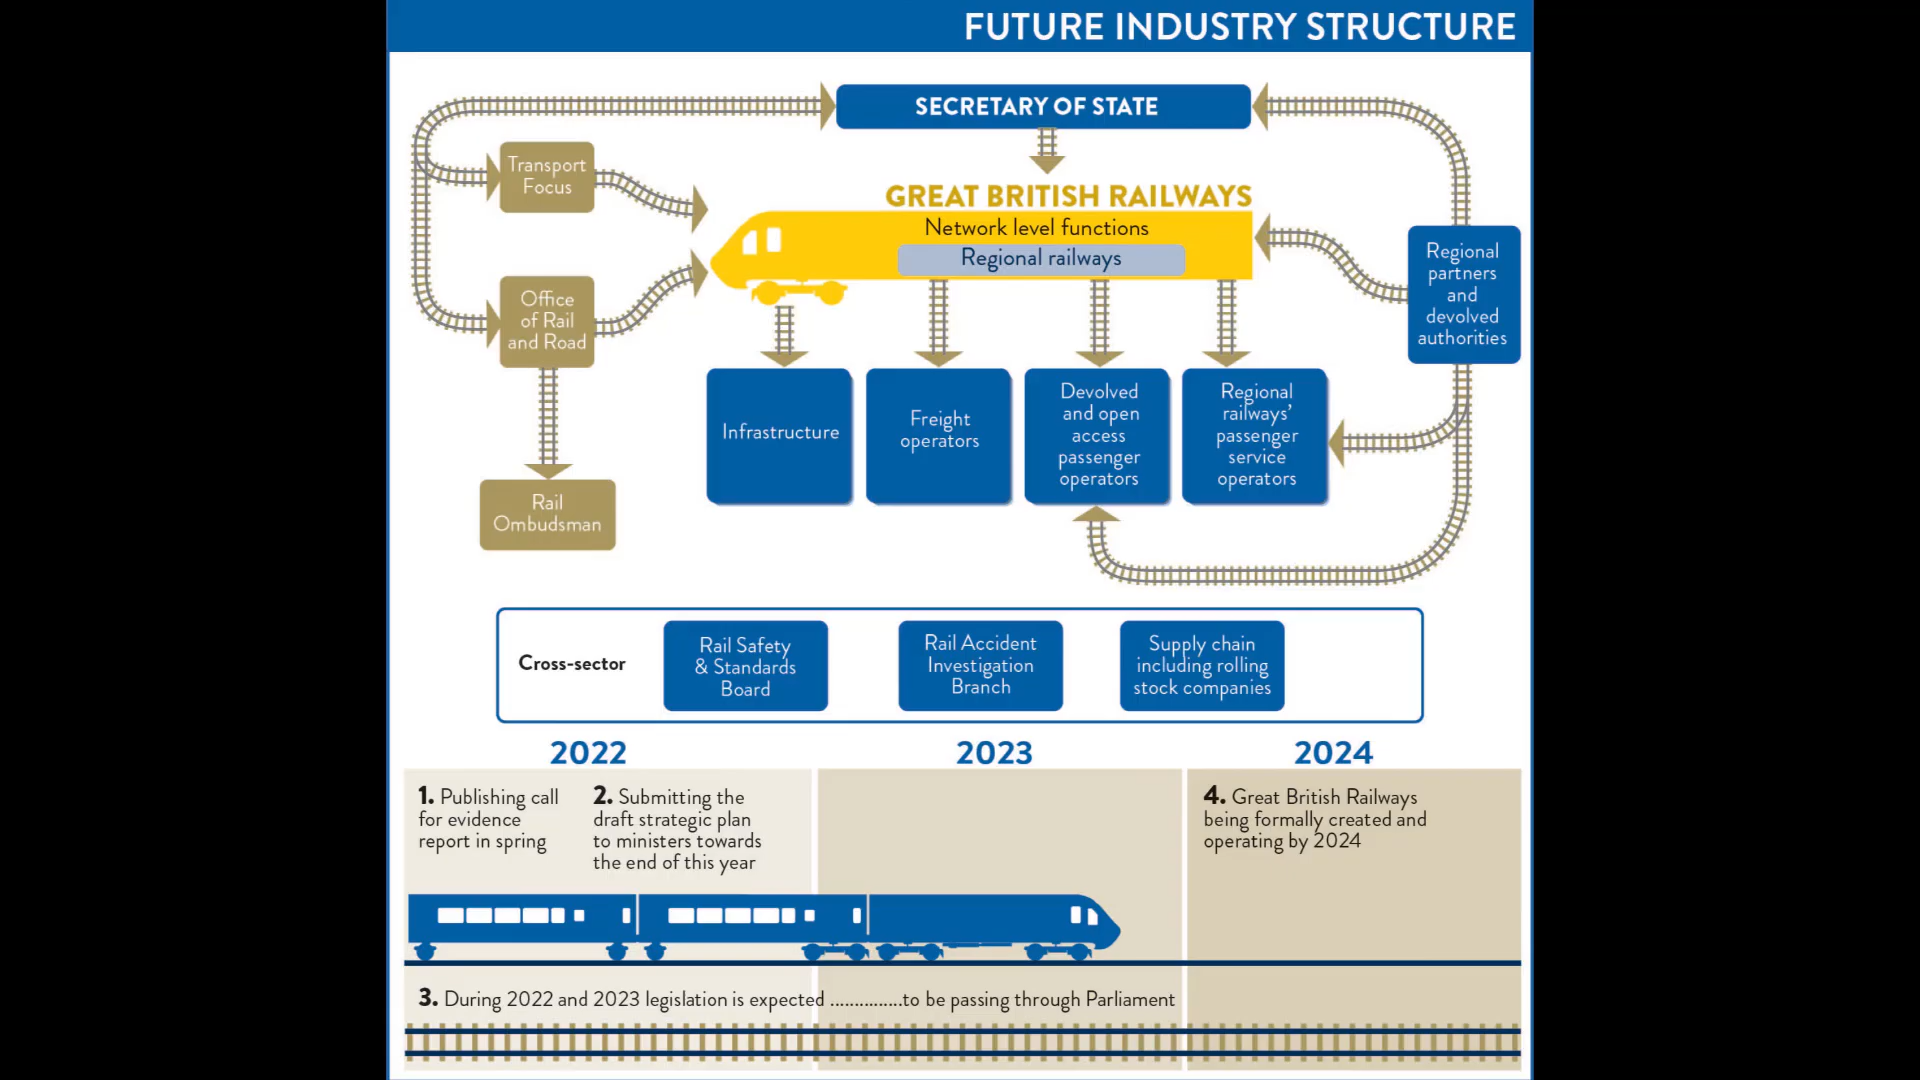 FUTURE INDUSTRY STRUCTURE
SECRETARY OF STATE
Transport
Focus
GREAT BRITISH RAILWAYS
Network level functions
Regional railways
Regional
partners
and
devolved
authorities
Office
of Rail
and Road
Infrastructure
Freight
operators
Devolved
and open
access
passenger
operators
Regional
railways’
passenger
service
operators
Rail
Ombudsman
Cross-sector
Rail Safety
& Standards
Board
Rail Accident
Investigation
Branch
Supply chain
including rolling
stock companies
2022
2023
2024
1. Publishing call
for evidence
report in spring
2. Submitting the
draft strategic plan
to ministers towards
the end of this year
4. Great British Railways
being formally created and
operating by 2024
3. During 2022 and 2023 legislation is expected ...............to be passing through Parliament